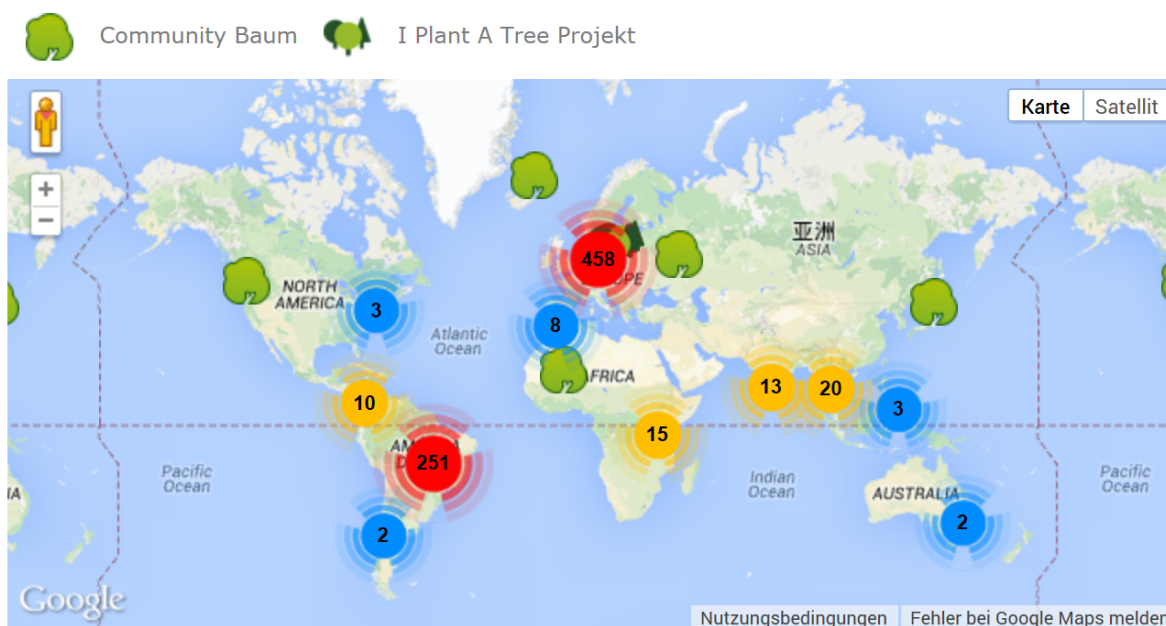 Community Baum I Plant A Tree Projekt
Karte Satellit
+
−
亚洲
ASIA
458
NORTH
AMERICA
3
Atlantic
Ocean
8
AFRICA
13
20
3
10
15
251
Pacific
Ocean
Indian
Ocean
AUSTRALIA
Pacific
Ocean
2
2
Google
Nutzungsbedingungen Fehler bei Google Maps melden